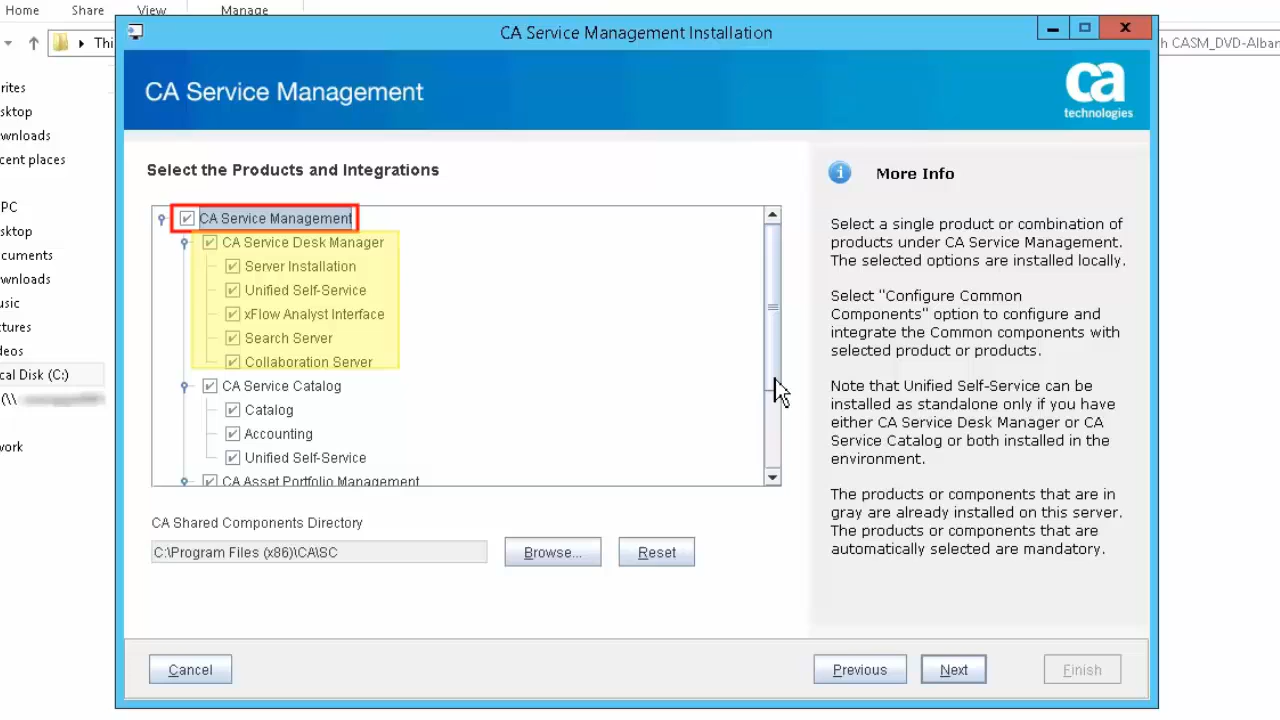 Home Share View Manage
CA Service Management Installation
Thi
h CASM_DVD-Alban
CA Service Management
ca
technologies
rites
sktop
wnloads
cent places
PC
sktop
cuments
wnloads
usic
tures
deos
cal Disk (C:)
(\\
work
Select the Products and Integrations
CA Service Management
CA Service Desk Manager
Server Installation
Unified Self-Service
xFlow Analyst Interface
Search Server
Collaboration Server
CA Service Catalog
Catalog
Accounting
Unified Self-Service
CA Asset Portfolio Management
CA Shared Components Directory
C:\Program Files (x86)\CA\SC
Browse...
Reset
More Info
Select a single product or combination of
products under CA Service Management.
The selected options are installed locally.
Select "Configure Common
Components" option to configure and
integrate the Common components with
selected product or products.
Note that Unified Self-Service can be
installed as standalone only if you have
either CA Service Desk Manager or CA
Service Catalog or both installed in the
environment.
The products or components that are in
gray are already installed on this server.
The products or components that are
automatically selected are mandatory.
Cancel
Previous
Next
Finish